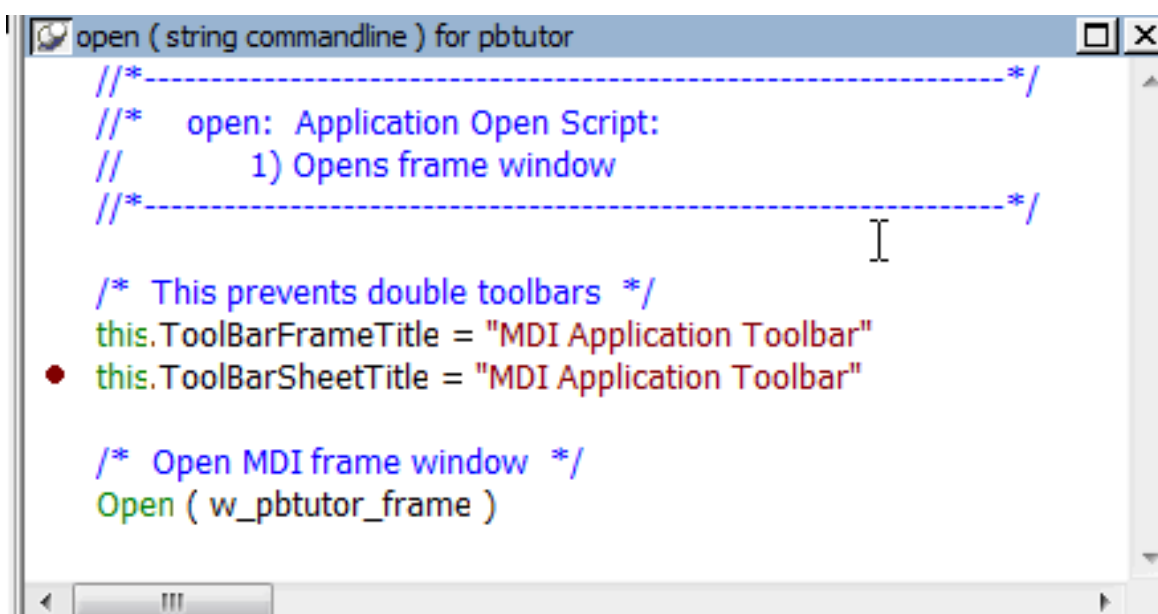 open ( string commandline ) for pbtutor
//*-----------------------------------------------------------------*/
//*    open:  Application Open Script:
//         1) Opens frame window
//*-----------------------------------------------------------------*/
/*  This prevents double toolbars  */
this.ToolBarFrameTitle = "MDI Application Toolbar"
this.ToolBarSheetTitle = "MDI Application Toolbar"
/*  Open MDI frame window  */
Open ( w_pbtutor_frame )